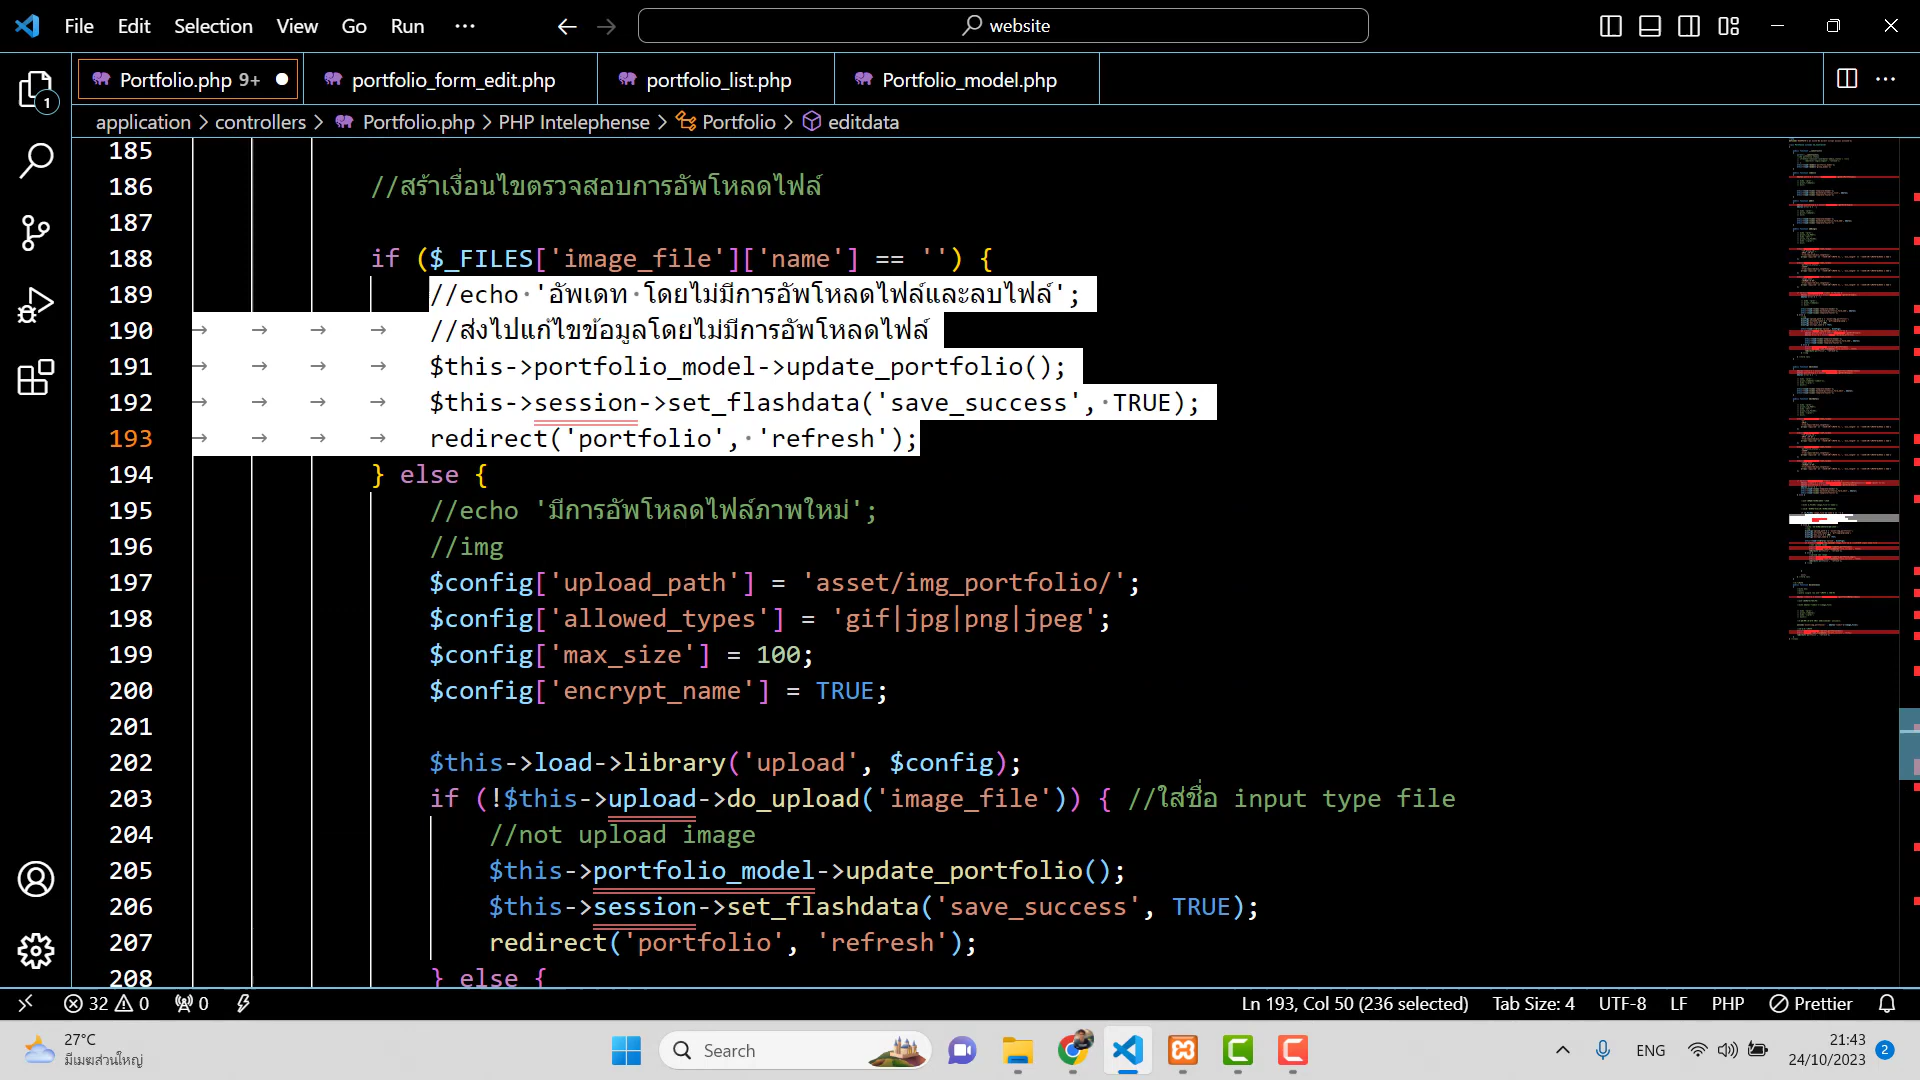 File Edit Selection View Go Run ···
website
Portfolio.php 9+
portfolio_form_edit.php
portfolio_list.php
Portfolio_model.php
application > controllers > Portfolio.php > PHP Intelephense > Portfolio > editdata
185
186 //สร้าเงื่อนไขตรวจสอบการอัพโหลดไฟล์
187
188 if ($_FILES['image_file']['name'] == '') {
189 //echo 'อัพเดท โดยไม่มีการอัพโหลดไฟล์และลบไฟล์';
190 //ส่งไปแก้ไขข้อมูลโดยไม่มีการอัพโหลดไฟล์
191 $this->portfolio_model->update_portfolio();
192 $this->session->set_flashdata('save_success', TRUE);
193 redirect('portfolio', 'refresh');
194 } else {
195 //echo 'มีการอัพโหลดไฟล์ภาพใหม่';
196 //img
197 $config['upload_path'] = 'asset/img_portfolio/';
198 $config['allowed_types'] = 'gif|jpg|png|jpeg';
199 $config['max_size'] = 100;
200 $config['encrypt_name'] = TRUE;
201
202 $this->load->library('upload', $config);
203 if (!$this->upload->do_upload('image_file')) { //ใส่ชื่อ input type file
204 //not upload image
205 $this->portfolio_model->update_portfolio();
206 $this->session->set_flashdata('save_success', TRUE);
207 redirect('portfolio', 'refresh');
208 } else {
1
32 0 0
Ln 193, Col 50 (236 selected) Tab Size: 4 UTF-8 LF PHP Prettier
27°C
มีเมฆส่วนใหญ่
Search
ENG
21:43
24/10/2023
2